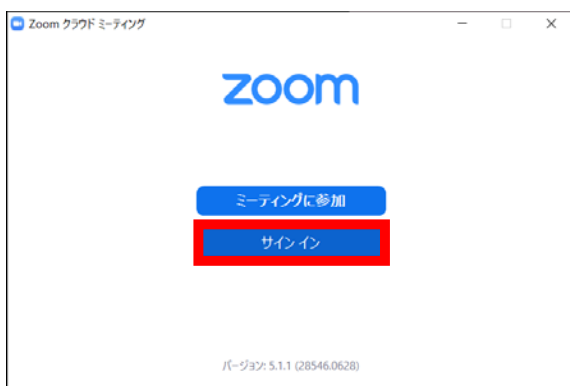 Zoom クラウド ミーティング
zoom
ミーティングに参加
サイン イン
バージョン: 5.1.1 (28546.0628)